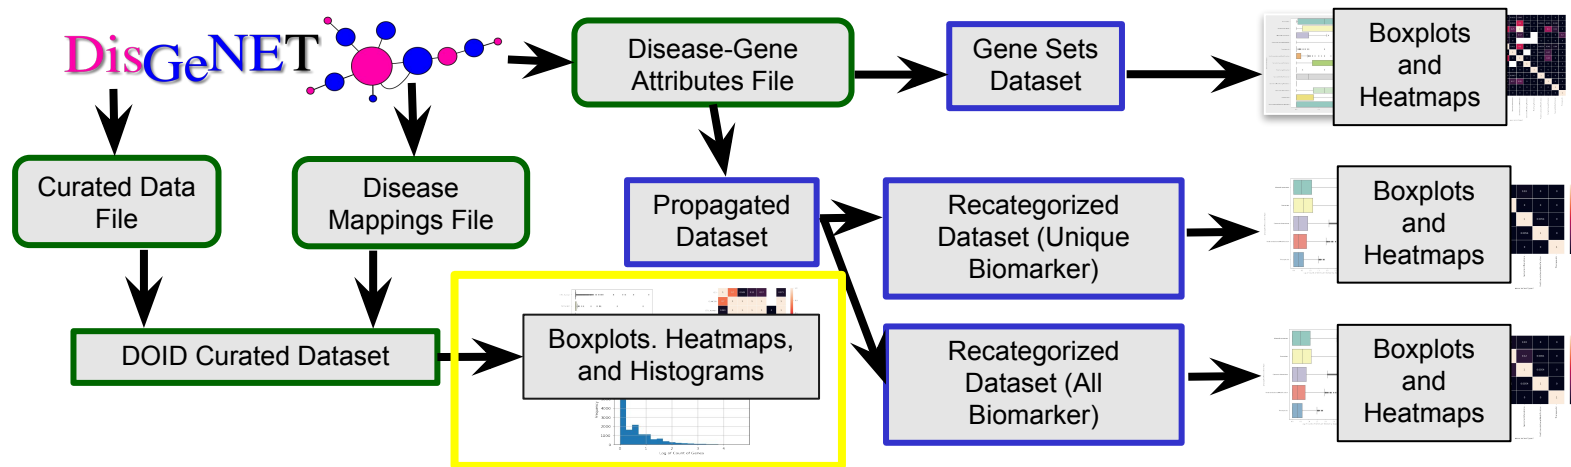 DisGeNET
Disease-Gene
Attributes File
Gene Sets
Dataset
Boxplots
and
Heatmaps
Curated Data
File
Disease
Mappings File
Propagated
Dataset
Recategorized
Dataset (Unique
Biomarker)
Boxplots
and
Heatmaps
DOID Curated Dataset
Boxplots. Heatmaps,
and Histograms
Recategorized
Dataset (All
Biomarker)
Boxplots
and
Heatmaps